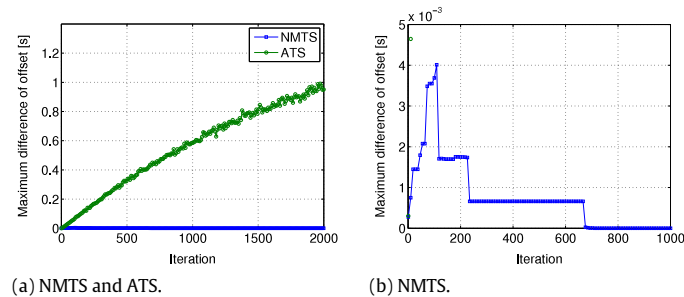 NMTS
ATS
Maximum difference of offset [s]
1.2
1
0.8
0.6
0.4
0.2
0
0 500 1000 1500 2000
Iteration
(a) NMTS and ATS.
x 10⁻³
Maximum difference of offset [s]
5
4
3
2
1
0
0 200 400 600 800 1000
Iteration
(b) NMTS.